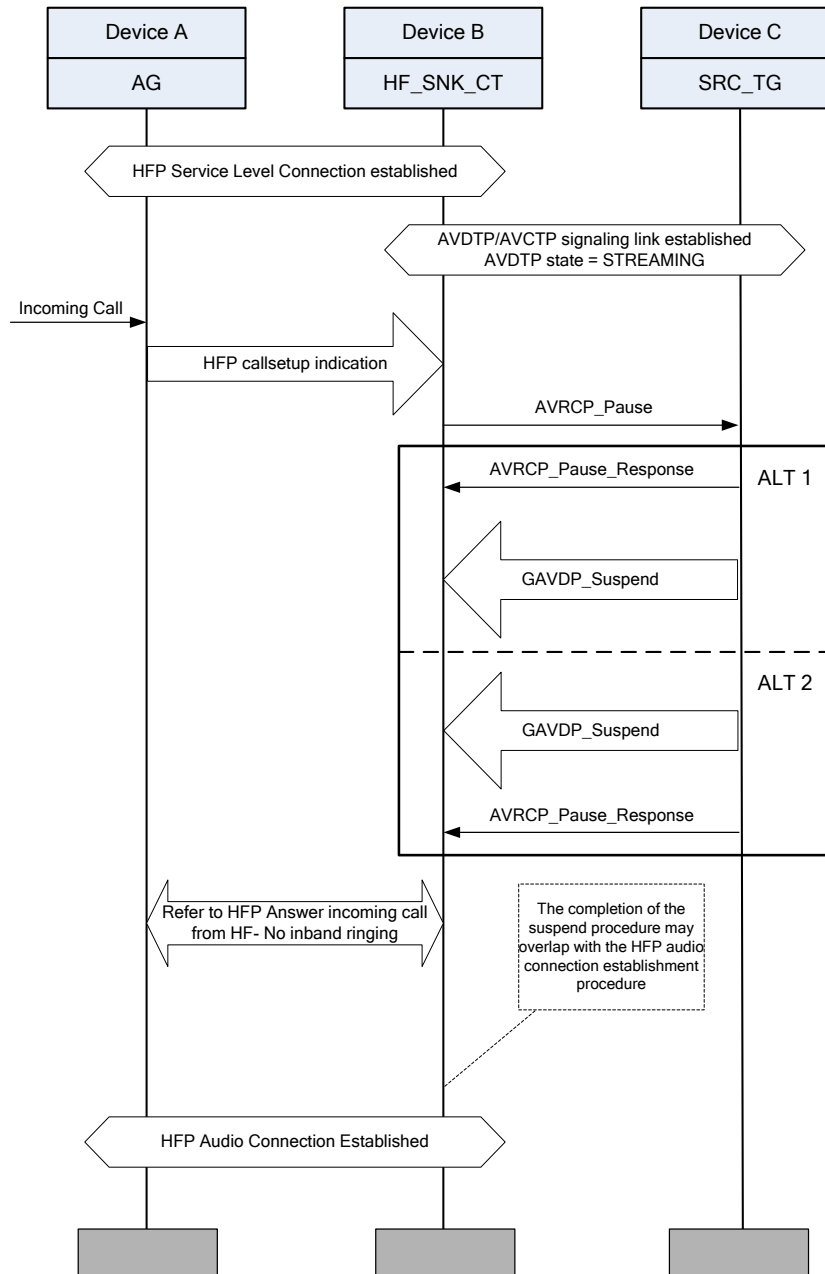 Device A
AG
Device B
HF_SNK_CT
Device C
SRC_TG
HFP Service Level Connection established
AVDTP/AVCTP signaling link established
AVDTP state = STREAMING
Incoming Call
HFP callsetup indication
AVRCP_Pause
AVRCP_Pause_Response
ALT 1
GAVDP_Suspend
ALT 2
GAVDP_Suspend
AVRCP_Pause_Response
Refer to HFP Answer incoming call
from HF- No inband ringing
The completion of the
suspend procedure may
overlap with the HFP audio
connection establishment
procedure
HFP Audio Connection Established